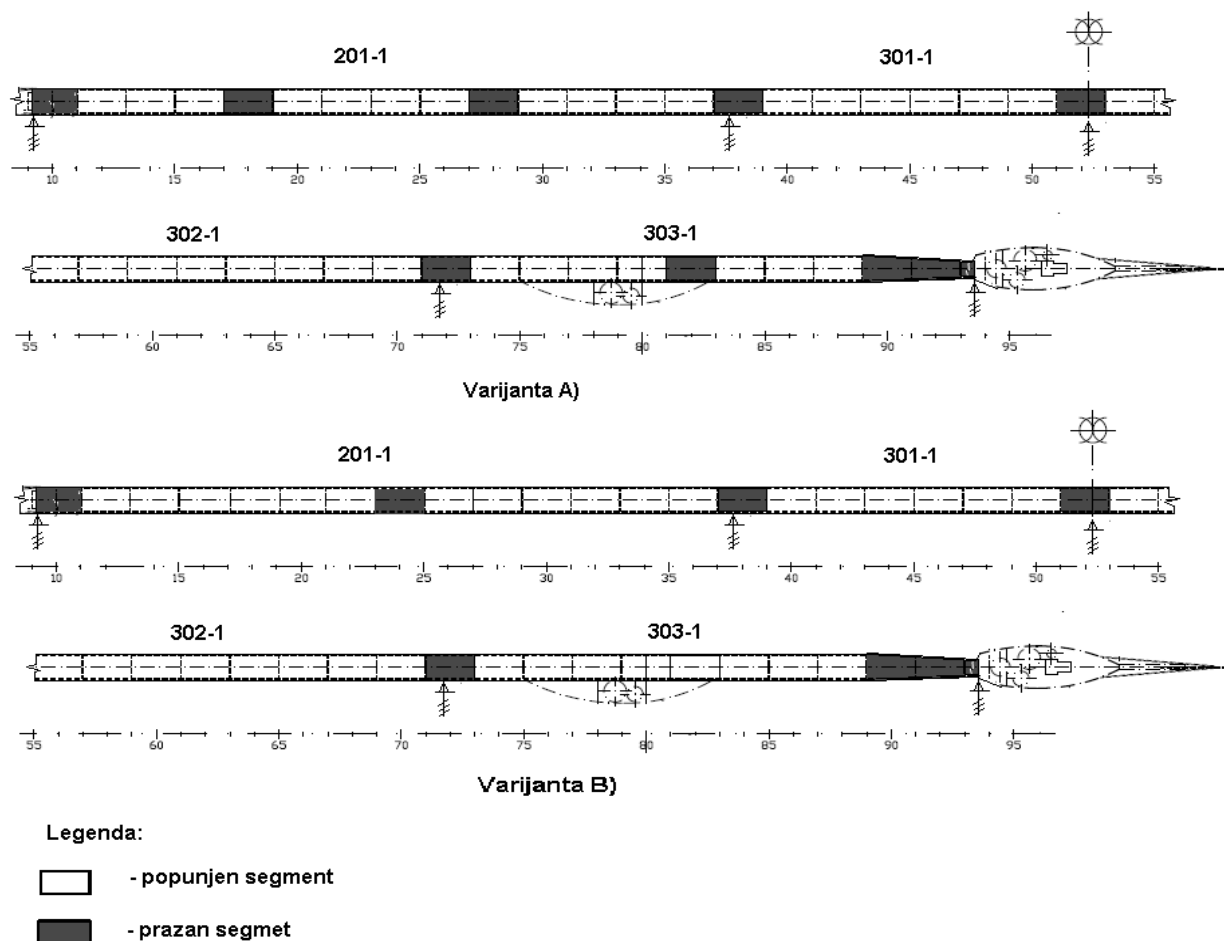 201-1 301-1
10 15 20 25 30 35 40 45 50 55
302-1 303-1
55 60 65 70 75 80 85 90 95
Varijanta A)
201-1 301-1
10 15 20 25 30 35 40 45 50 55
302-1 303-1
55 60 65 70 75 80 85 90 95
Varijanta B)
Legenda:
- popunjen segment
- prazan segmet